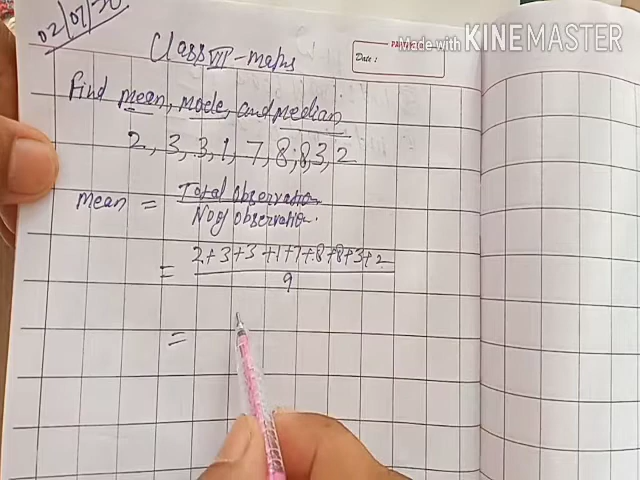 02/07/20
Made with KINEMASTER
Class VII - maths
Date :
Find mean, mode, and median
2, 3, 3, 1, 7, 8, 8, 3, 2
mean = Total observation
No of observation.
= 2+3+3+1+7+8+8+3+2
9
=